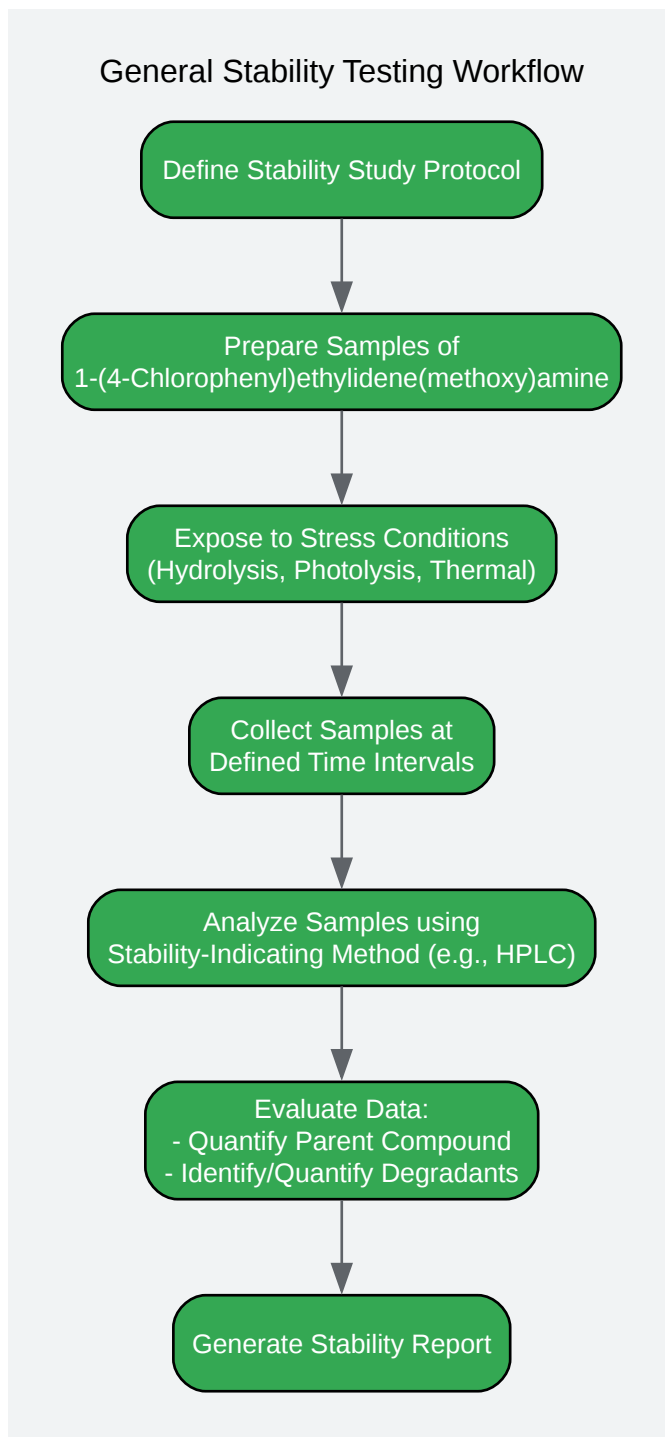 General Stability Testing Workflow
Define Stability Study Protocol
Prepare Samples of
1-(4-Chlorophenyl)ethylidene(methoxy)amine
Expose to Stress Conditions
(Hydrolysis, Photolysis, Thermal)
Collect Samples at
Defined Time Intervals
Analyze Samples using
Stability-Indicating Method (e.g., HPLC)
Evaluate Data:
- Quantify Parent Compound
- Identify/Quantify Degradants
Generate Stability Report